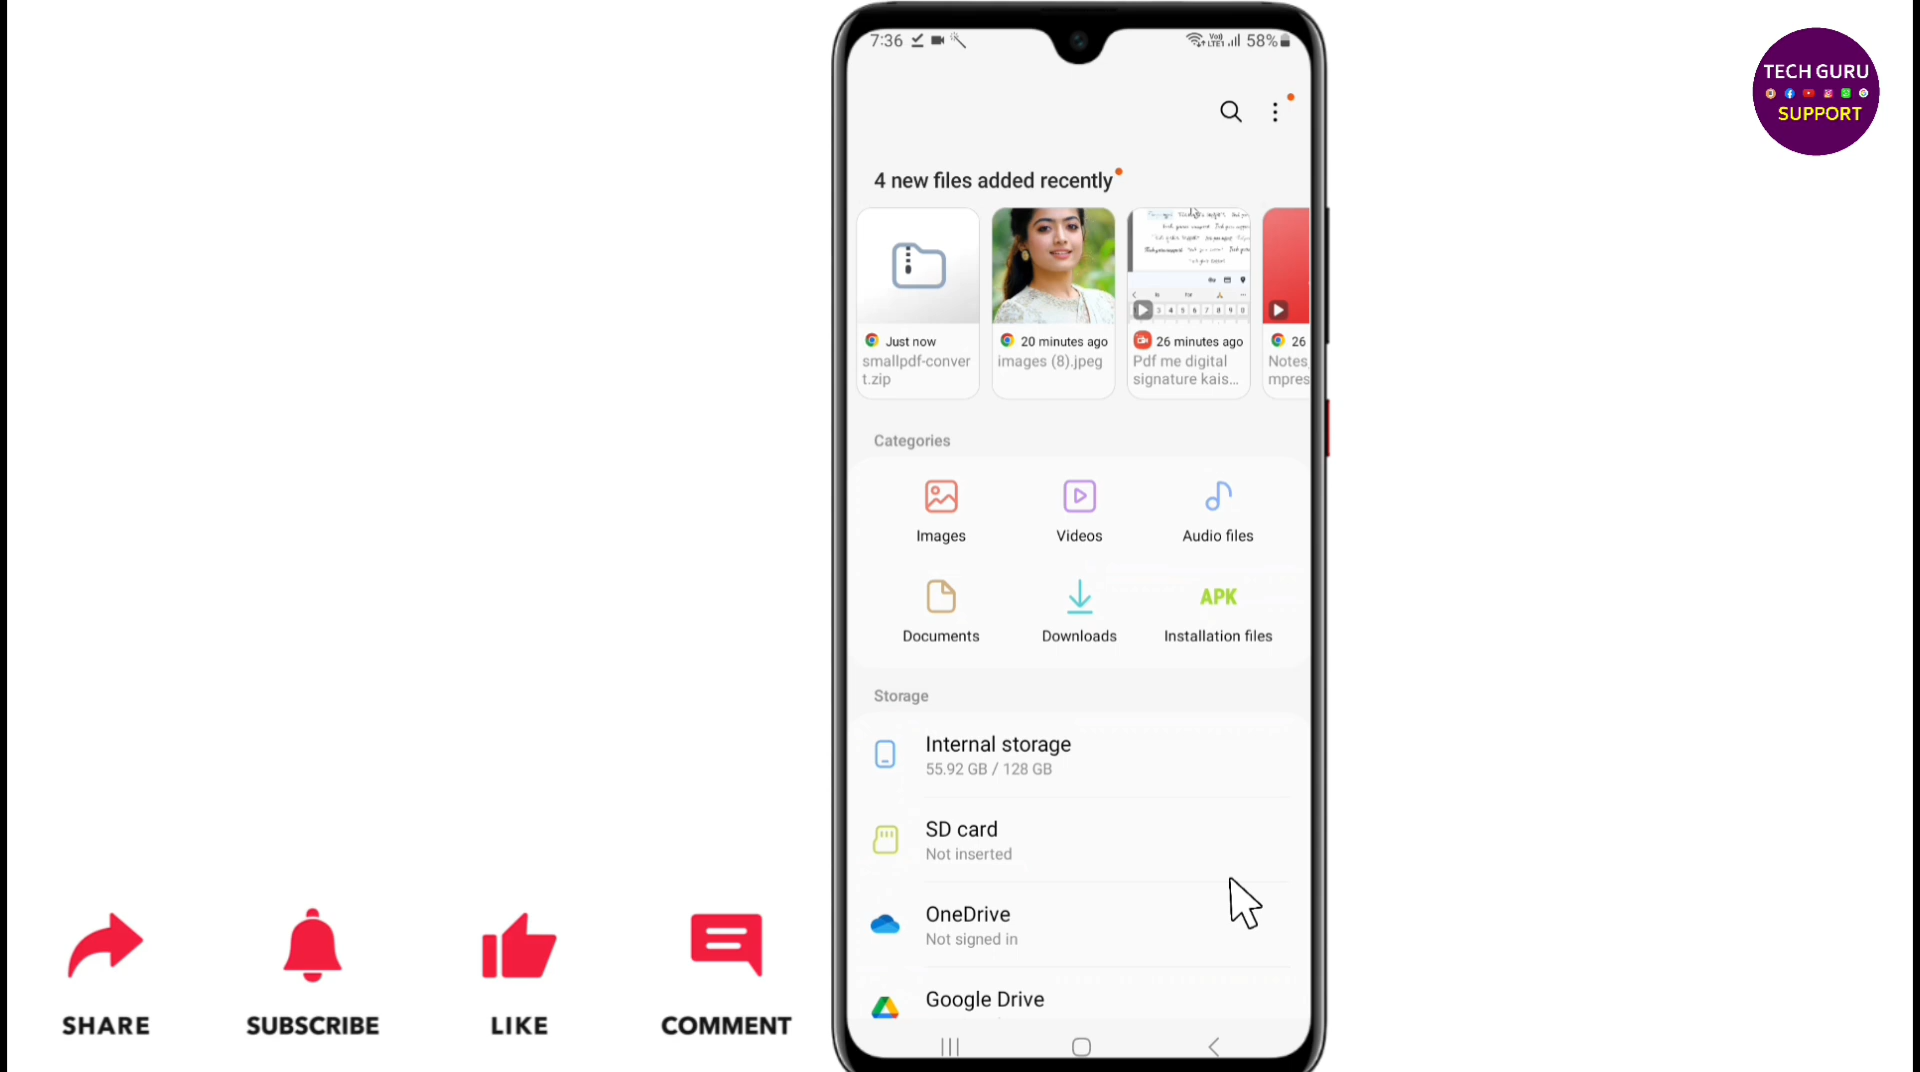 7:36
Vo)) LTE1 58%
TECH GURU
SUPPORT
4 new files added recently
Just now
smallpdf-conver
t.zip
20 minutes ago
images (8).jpeg
26 minutes ago
Pdf me digital
signature kais...
26
Notes
mpres
Categories
Images
Videos
Audio files
Documents
Downloads
APK
Installation files
Storage
Internal storage
55.92 GB / 128 GB
SD card
Not inserted
OneDrive
Not signed in
Google Drive
SHARE
SUBSCRIBE
LIKE
COMMENT